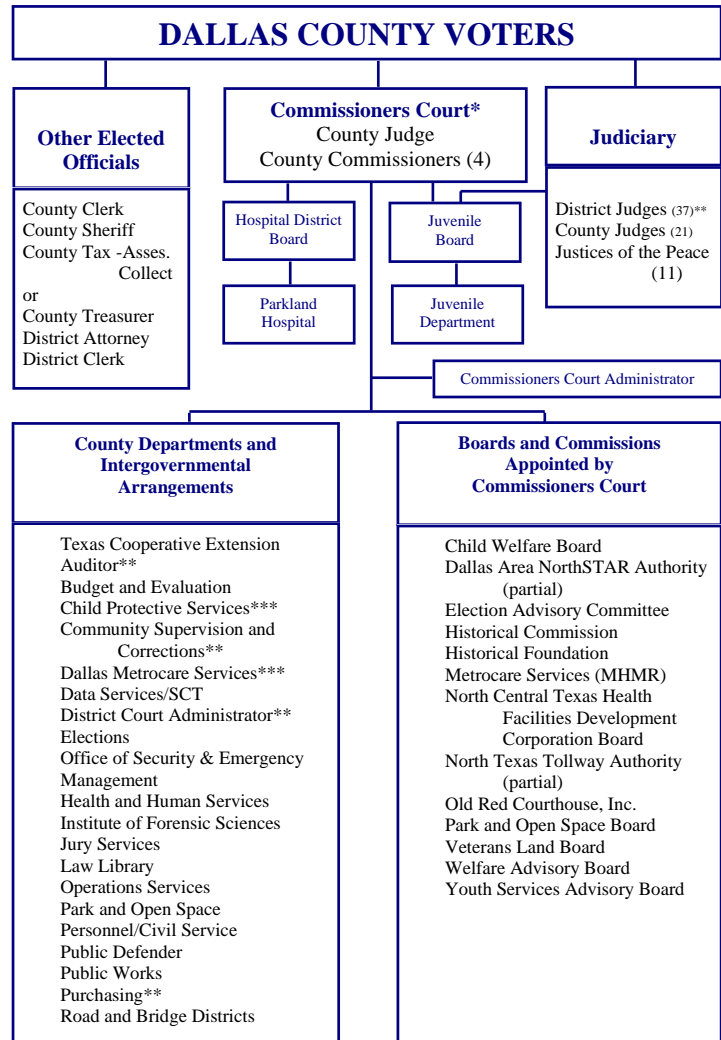 DALLAS COUNTY VOTERS
Other Elected
Officials
County Clerk
County Sheriff
County Tax -Asses.
Collect
or
County Treasurer
District Attorney
District Clerk
Commissioners Court*
County Judge
County Commissioners (4)
Hospital District
Board
Parkland
Hospital
Juvenile
Board
Juvenile
Department
Judiciary
District Judges (37)**
County Judges (21)
Justices of the Peace
(11)
Commissioners Court Administrator
County Departments and
Intergovernmental
Arrangements
Texas Cooperative Extension
Auditor**
Budget and Evaluation
Child Protective Services***
Community Supervision and
Corrections**
Dallas Metrocare Services***
Data Services/SCT
District Court Administrator**
Elections
Office of Security & Emergency
Management
Health and Human Services
Institute of Forensic Sciences
Jury Services
Law Library
Operations Services
Park and Open Space
Personnel/Civil Service
Public Defender
Public Works
Purchasing**
Road and Bridge Districts
Boards and Commissions
Appointed by
Commissioners Court
Child Welfare Board
Dallas Area NorthSTAR Authority
(partial)
Election Advisory Committee
Historical Commission
Historical Foundation
Metrocare Services (MHMR)
North Central Texas Health
Facilities Development
Corporation Board
North Texas Tollway Authority
(partial)
Old Red Courthouse, Inc.
Park and Open Space Board
Veterans Land Board
Welfare Advisory Board
Youth Services Advisory Board